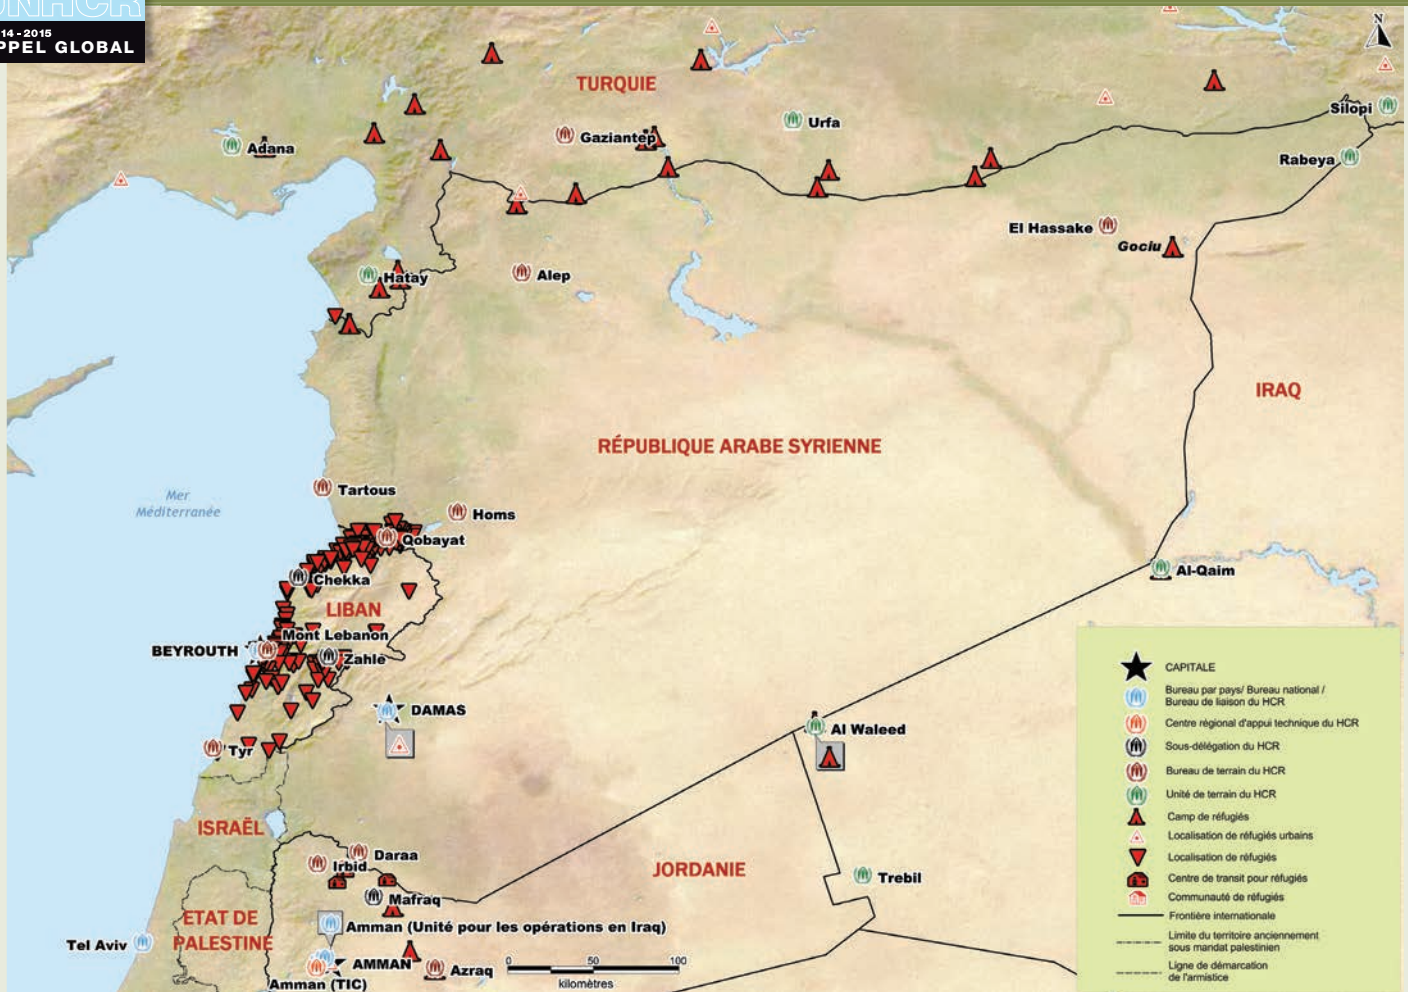 UNHCR
14 - 2015
PPEL GLOBAL
N
TURQUIE
Silopi
Urfa
Gaziantep
Adana
Rabeya
El Hassake
Gociu
Hatay
Alep
IRAQ
RÉPUBLIQUE ARABE SYRIENNE
Tartous
Mer
Méditerranée
Homs
Qobayat
Chekka
Al-Qaim
LIBAN
Mont Lebanon
BEYROUTH
Zahle
DAMAS
Al Waleed
Tyr
ISRAËL
Daraa
Irbid
JORDANIE
Trebil
Mafraq
ETAT DE
PALESTINE
Amman (Unité pour les opérations en Iraq)
Tel Aviv
AMMAN
Azraq
Amman (TIC)
0 50 100
kilomètres
CAPITALE
Bureau par pays/ Bureau national /
Bureau de liaison du HCR
Centre régional d'appui technique du HCR
Sous-délégation du HCR
Bureau de terrain du HCR
Unité de terrain du HCR
Camp de réfugiés
Localisation de réfugiés urbains
Localisation de réfugiés
Centre de transit pour réfugiés
Communauté de réfugiés
Frontière internationale
Limite du territoire anciennement
sous mandat palestinien
Ligne de démarcation
de l'armistice